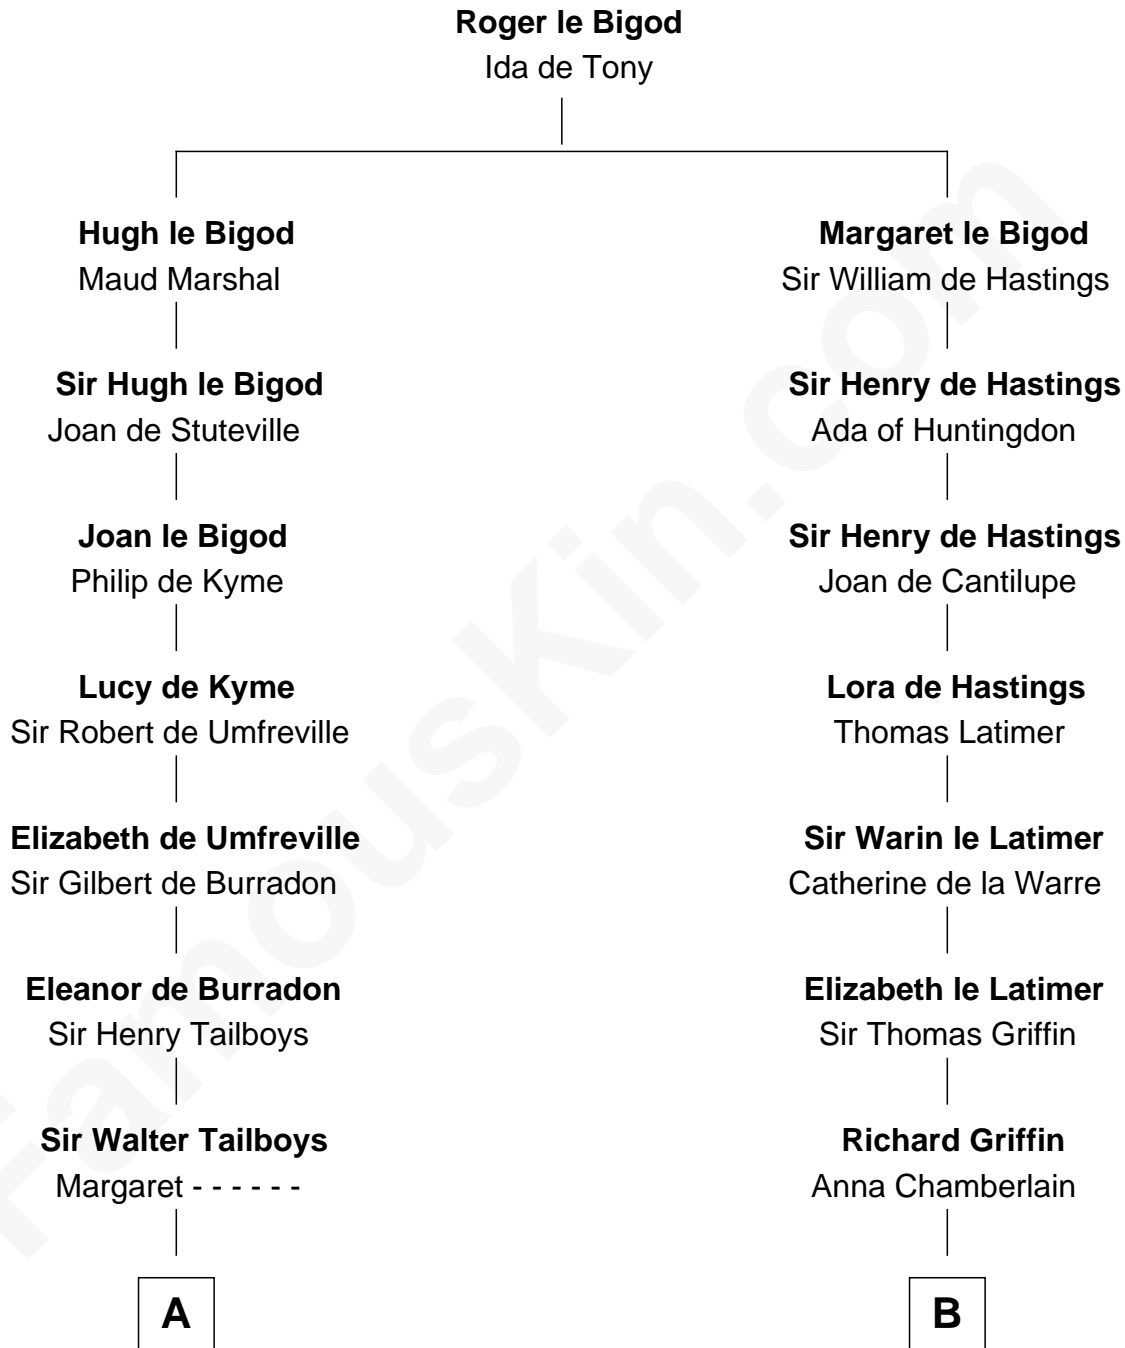 Roger le Bigod
Ida de Tony
Hugh le Bigod
Maud Marshal
Margaret le Bigod
Sir William de Hastings
Sir Hugh le Bigod
Joan de Stuteville
Sir Henry de Hastings
Ada of Huntingdon
Joan le Bigod
Philip de Kyme
Sir Henry de Hastings
Joan de Cantilupe
Lucy de Kyme
Sir Robert de Umfreville
Lora de Hastings
Thomas Latimer
Elizabeth de Umfreville
Sir Gilbert de Burradon
Sir Warin le Latimer
Catherine de la Warre
Eleanor de Burradon
Sir Henry Tailboys
Elizabeth le Latimer
Sir Thomas Griffin
Sir Walter Tailboys
Margaret - - - - - -
Richard Griffin
Anna Chamberlain
A
B
FamousKin.com